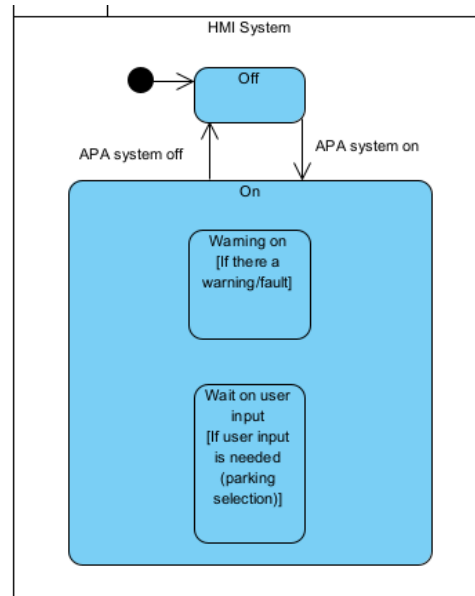 HMI System
Off
APA system off
APA system on
On
Warning on
[If there a
warning/fault]
Wait on user
input
[If user input
is needed
(parking
selection)]